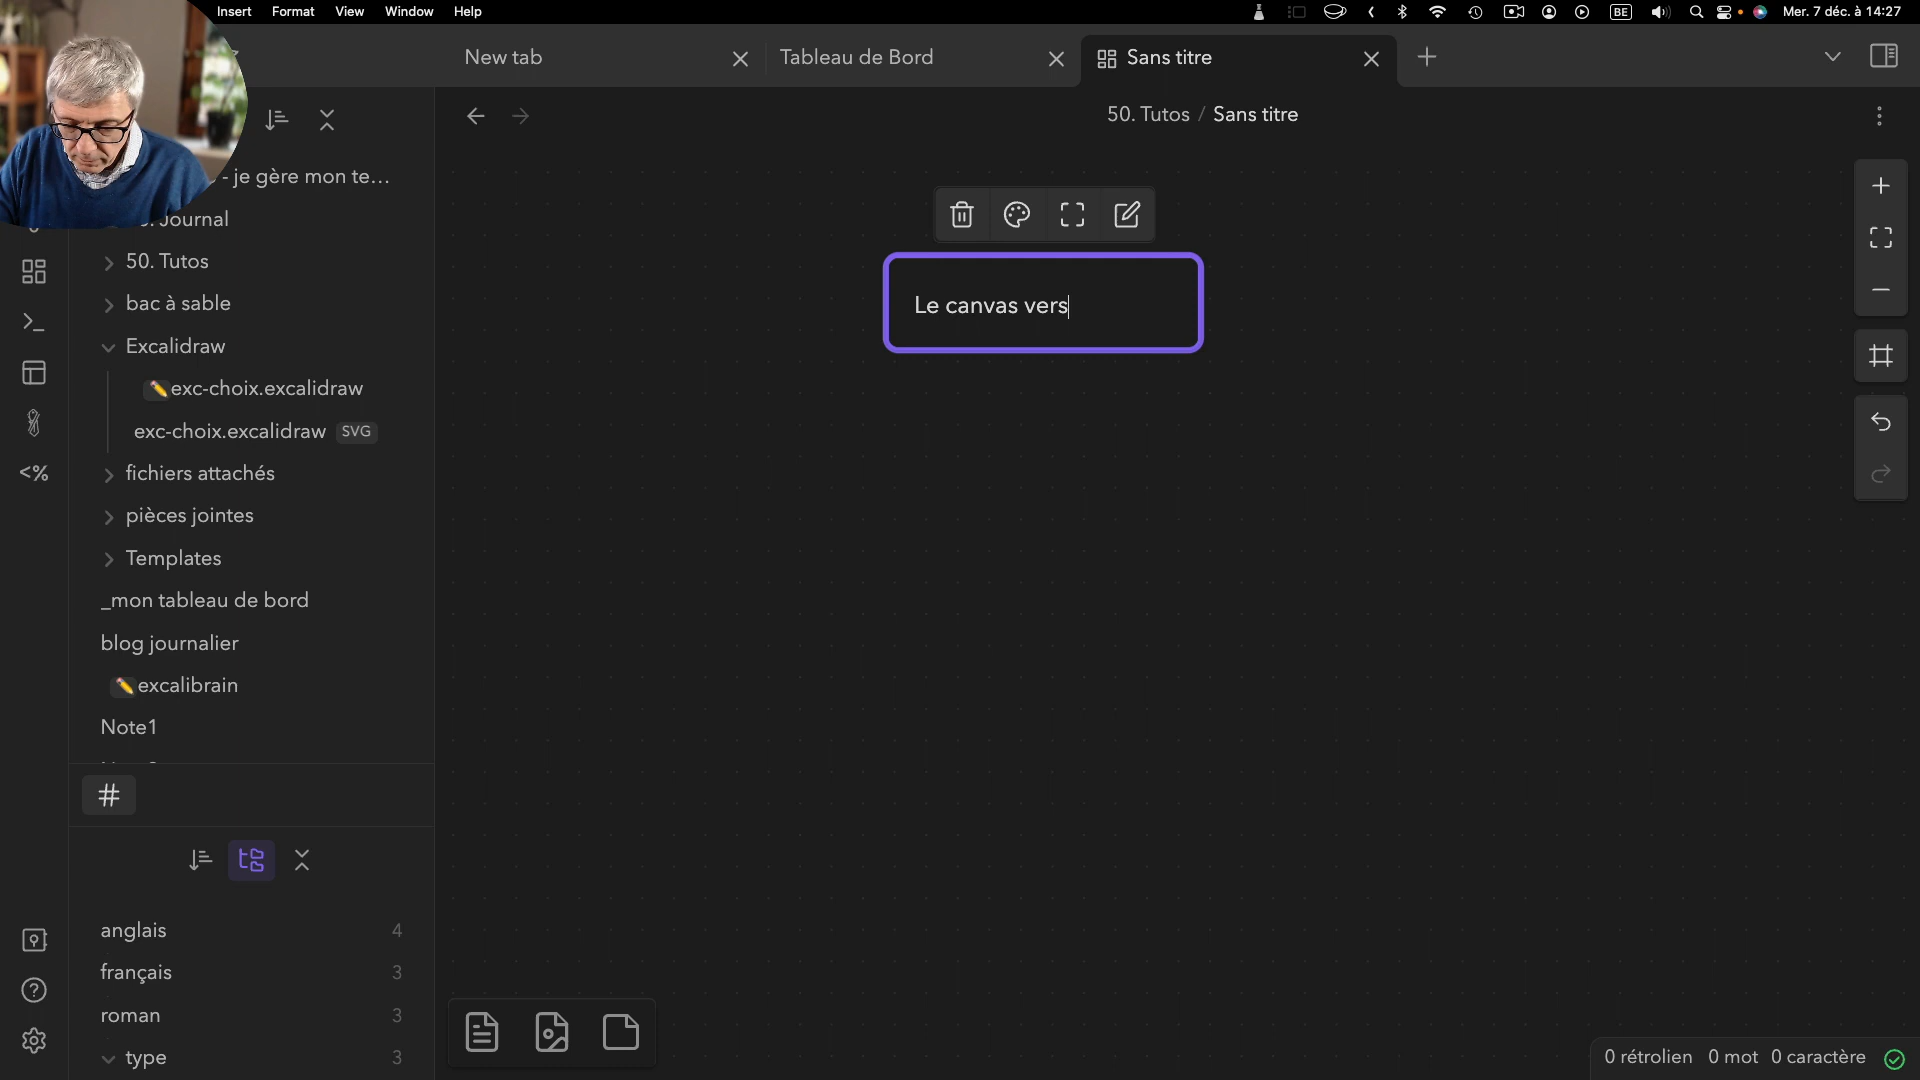 Insert Format View Window Help
BE
Mer. 7 déc. à 14:27
New tab
Tableau de Bord
Sans titre
50. Tutos / Sans titre
- je gère mon te...
Journal
50. Tutos
bac à sable
Excalidraw
exc-choix.excalidraw
exc-choix.excalidraw SVG
fichiers attachés
pièces jointes
Templates
_mon tableau de bord
blog journalier
excalibrain
Note1
Le canvas vers
<%
#
anglais 4
français 3
roman 3
type 3
0 rétrolien 0 mot 0 caractère